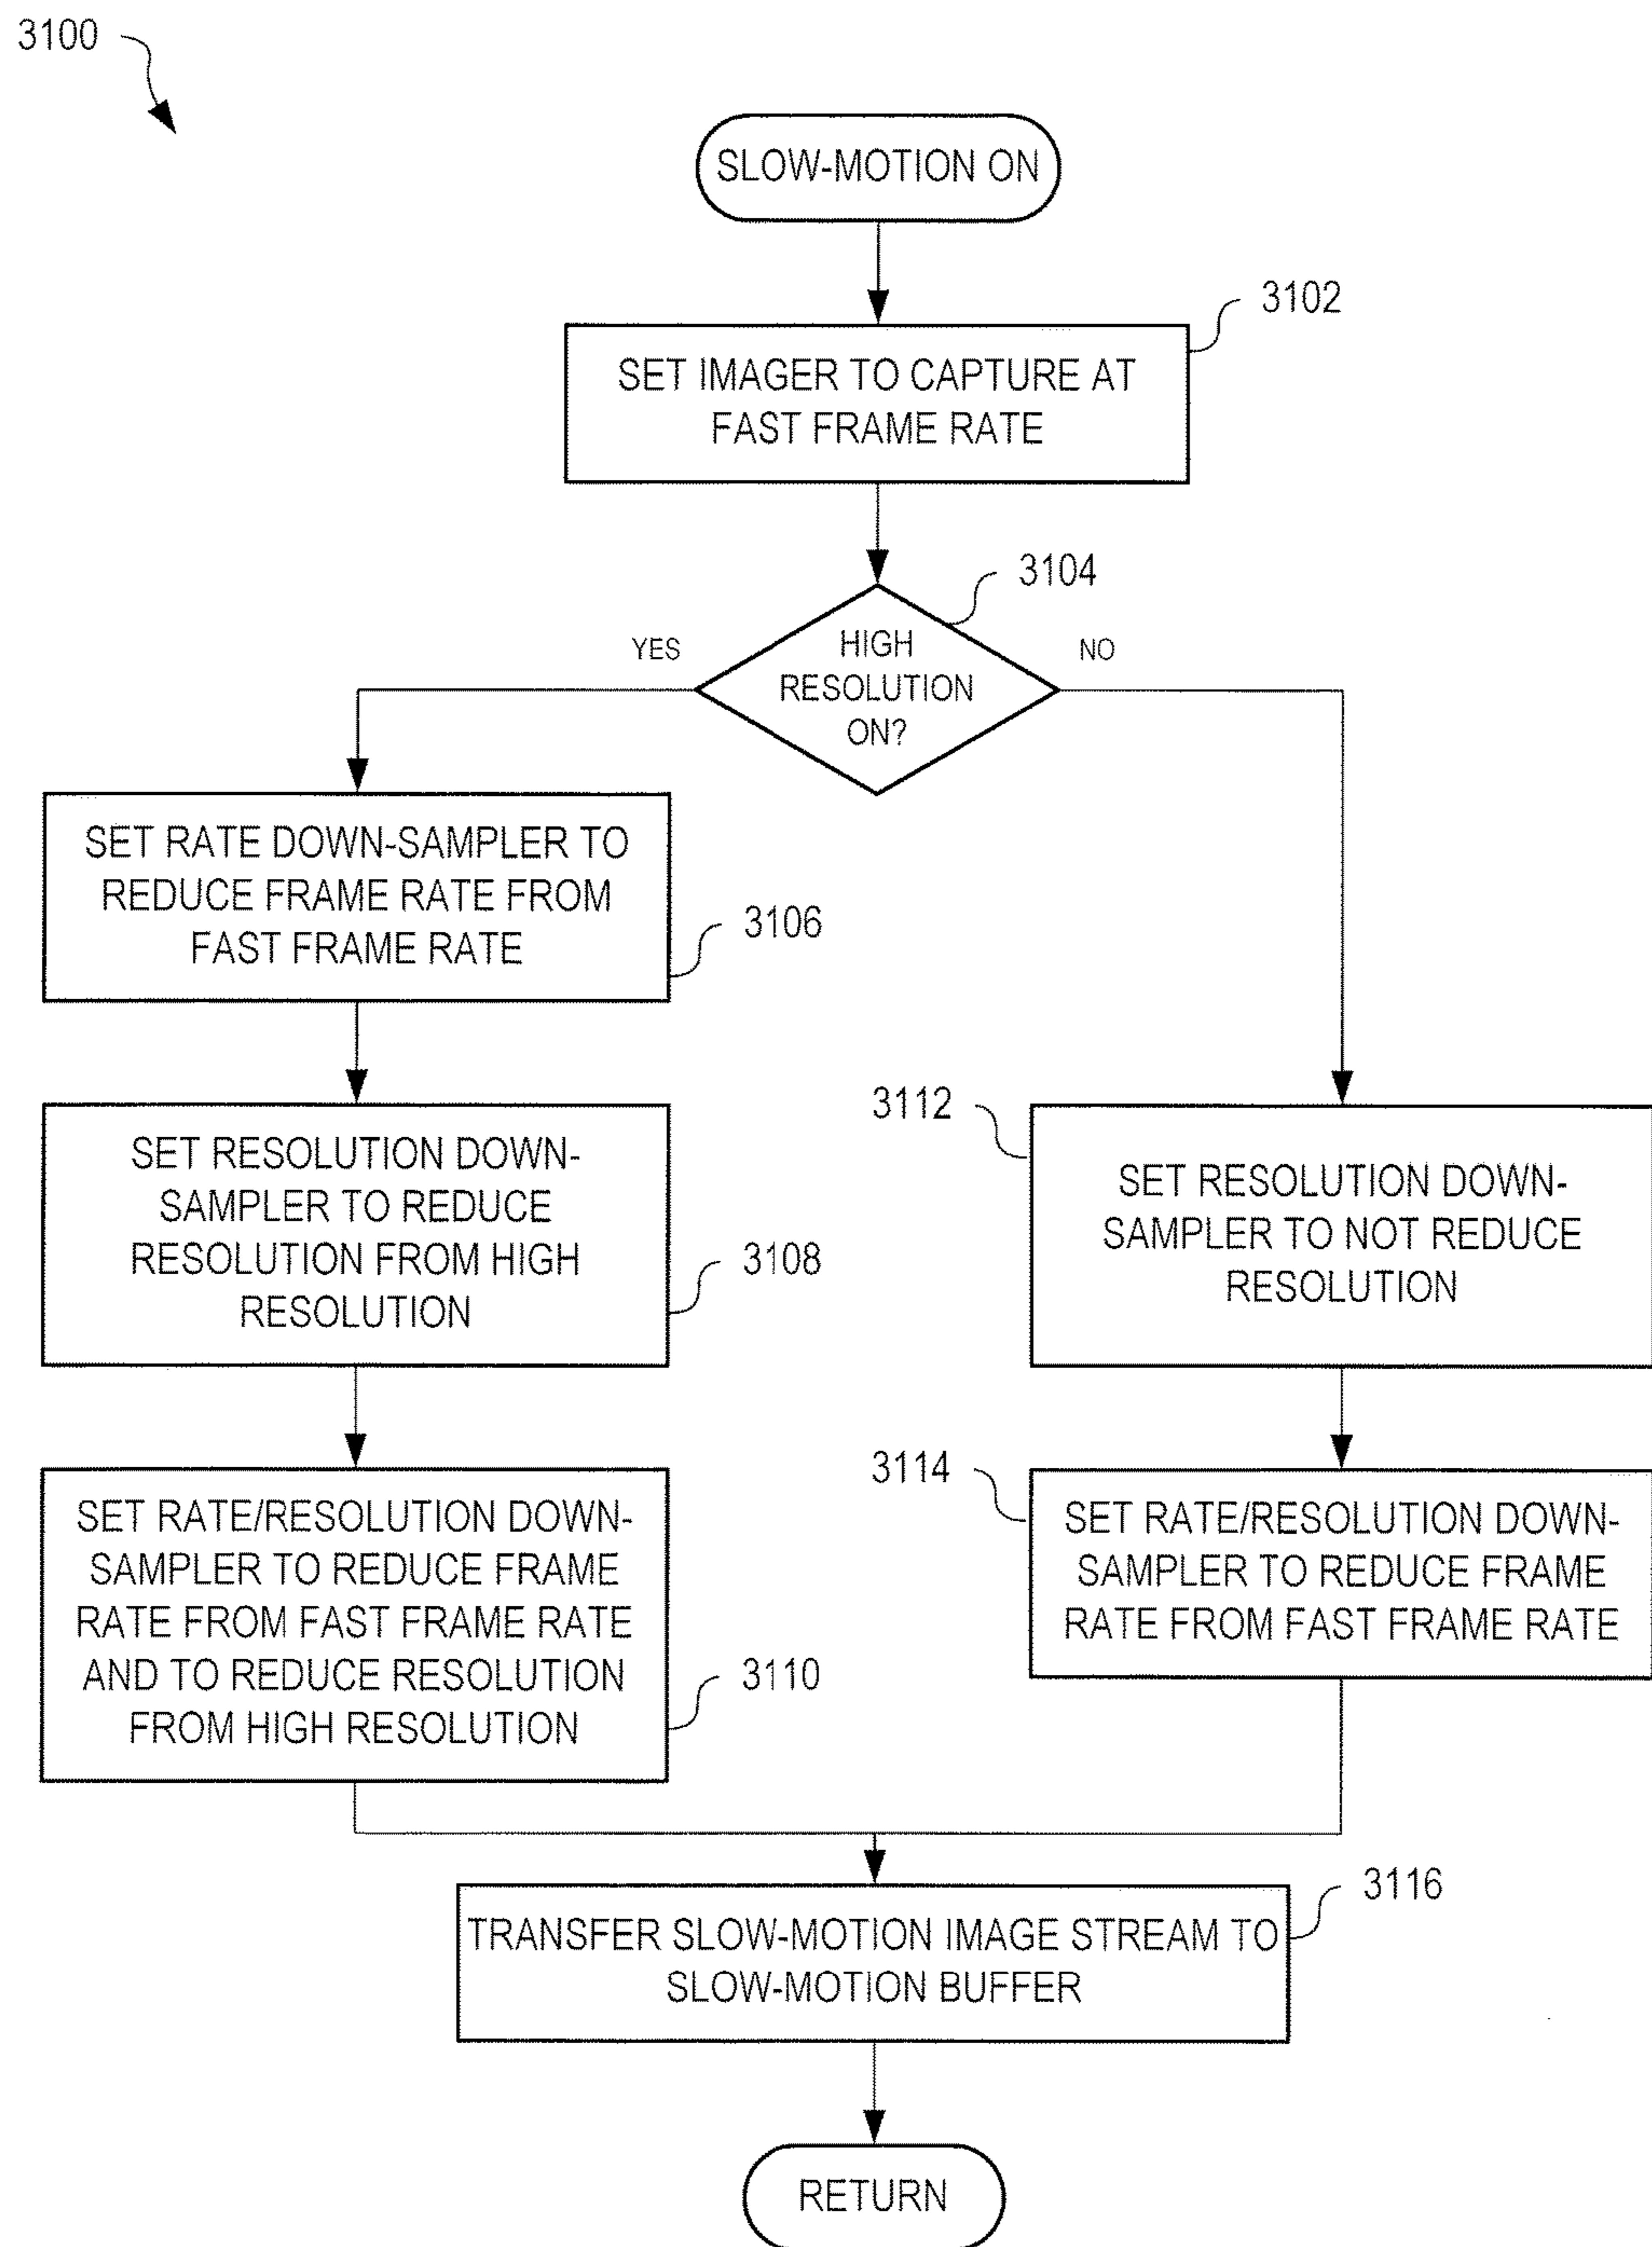 3100
SLOW-MOTION ON
3102
SET IMAGER TO CAPTURE AT
FAST FRAME RATE
3104
YES
HIGH
RESOLUTION
ON?
NO
SET RATE DOWN-SAMPLER TO
REDUCE FRAME RATE FROM
FAST FRAME RATE
3106
SET RESOLUTION DOWN-
SAMPLER TO REDUCE
RESOLUTION FROM HIGH
RESOLUTION
3108
3112
SET RESOLUTION DOWN-
SAMPLER TO NOT REDUCE
RESOLUTION
SET RATE/RESOLUTION DOWN-
SAMPLER TO REDUCE FRAME
RATE FROM FAST FRAME RATE
AND TO REDUCE RESOLUTION
FROM HIGH RESOLUTION
3110
3114
SET RATE/RESOLUTION DOWN-
SAMPLER TO REDUCE FRAME
RATE FROM FAST FRAME RATE
3116
TRANSFER SLOW-MOTION IMAGE STREAM TO
SLOW-MOTION BUFFER
RETURN